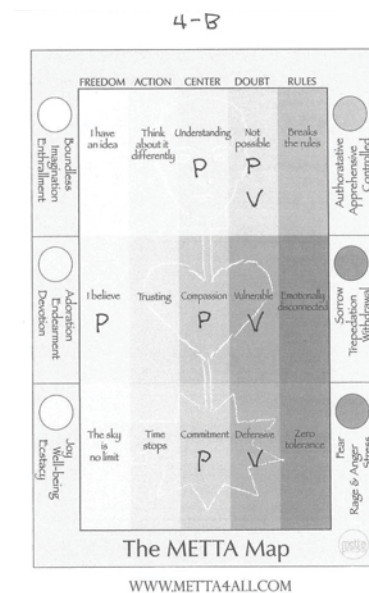 4-B
FREEDOM ACTION CENTER DOUBT RULES
Boundless
Imagination
Enthrallment
I have
an idea
Think
about it
differently
Understanding
P
Not
possible
P
V
Breaks
the rules
Authoratative
Apprehensive
Controlled
Adoration
Endearment
Devotion
I believe
P
Trusting
Compassion
P
Vulnerable
V
Emotionally
disconnected
Sorrow
Trepedation
Withdrawal
Joy
Well-being
Ecstacy
The sky
is
no limit
Time
stops
Commitment
P
Defensive
V
Zero
tolerance
Fear
Rage & Anger
Stress
The METTA Map
metta
WWW.METTA4ALL.COM